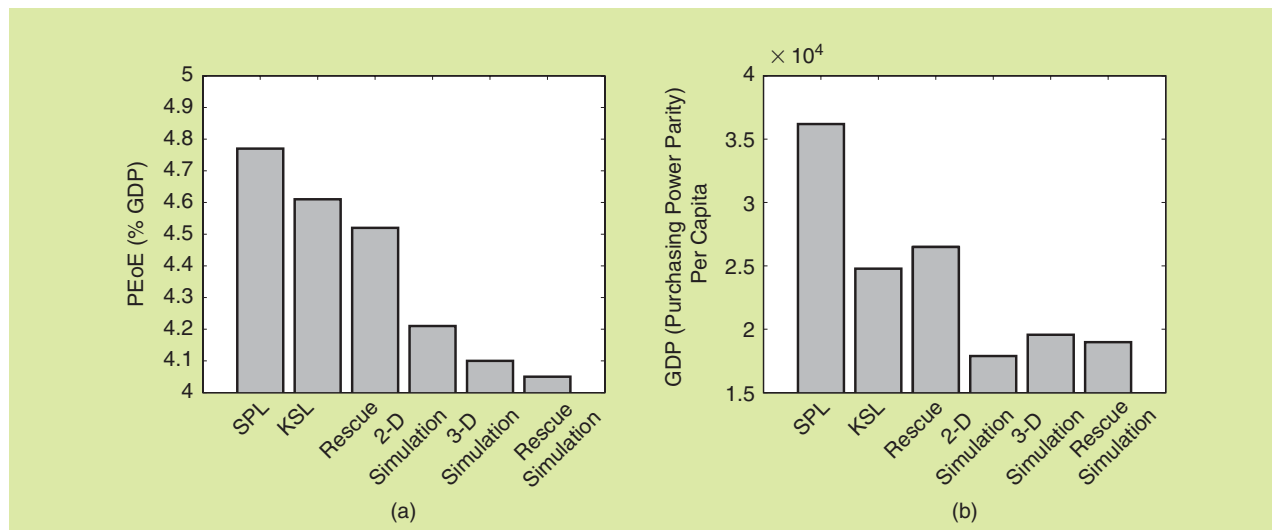 5
4.9
4.8
4.7
4.6
4.5
4.4
4.3
4.2
4.1
4
PEoE (% GDP)
SPL
KSL
Rescue
2-D
Simulation
3-D
Simulation
Rescue
Simulation
(a)
× 10⁴
4
3.5
3
2.5
2
1.5
GDP (Purchasing Power Parity)
Per Capita
SPL
KSL
Rescue
2-D
Simulation
3-D
Simulation
Rescue
Simulation
(b)